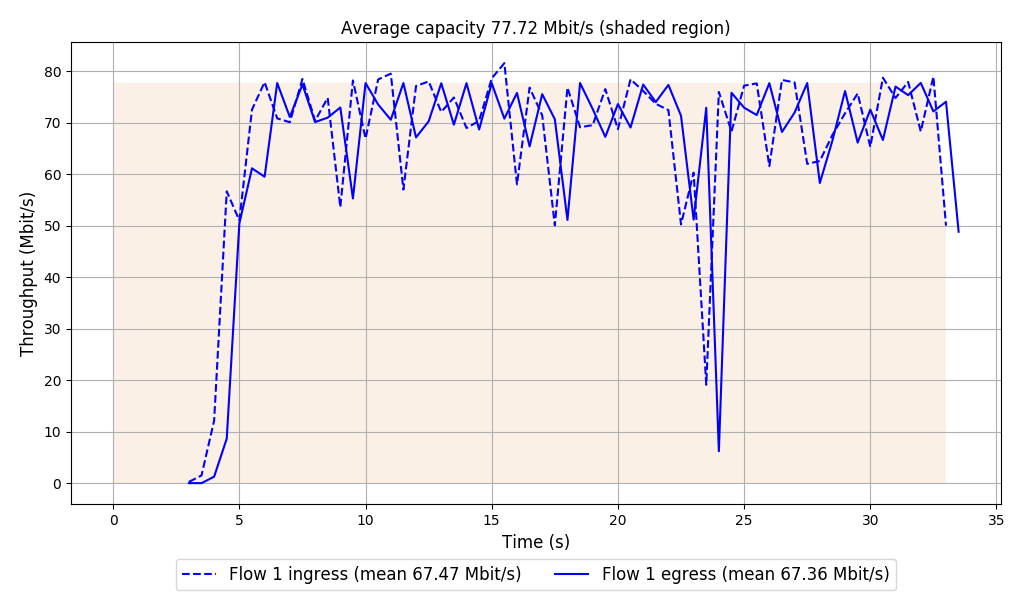 Average capacity 77.72 Mbit/s (shaded region)
Throughput (Mbit/s)
80
70
60
50
40
30
20
10
0
0 5 10 15 20 25 30 35
Time (s)
Flow 1 ingress (mean 67.47 Mbit/s) Flow 1 egress (mean 67.36 Mbit/s)